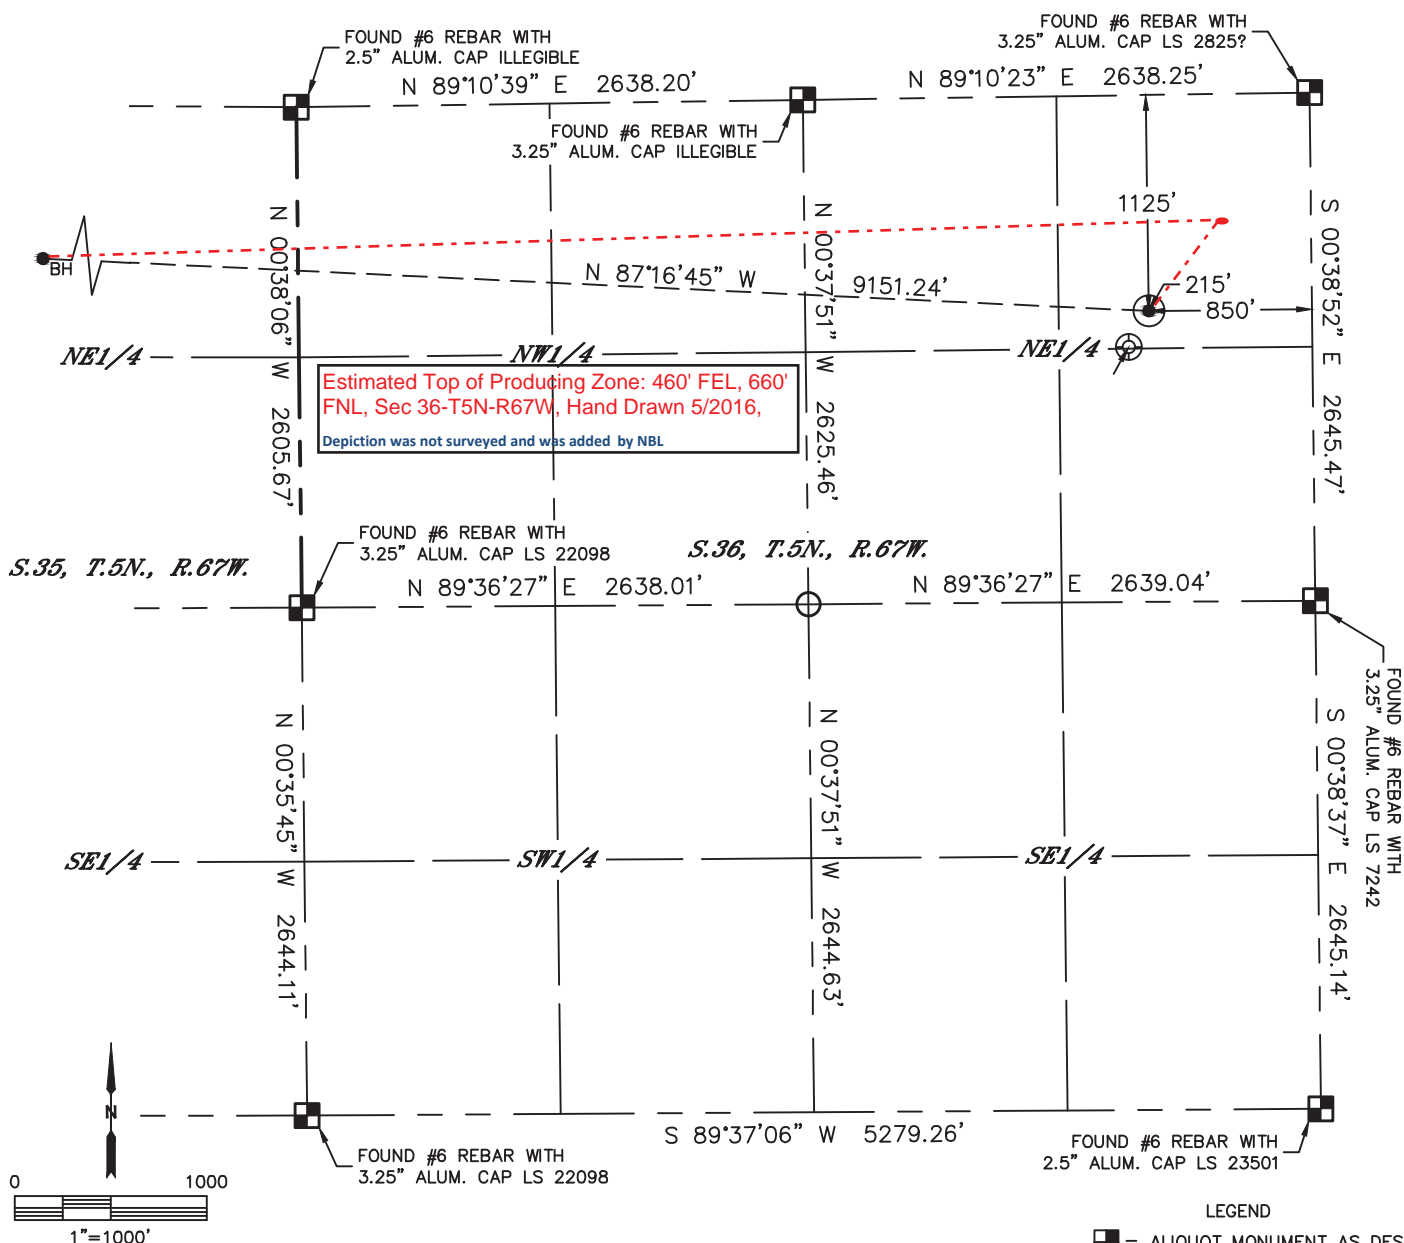 FOUND #6 REBAR WITH
2.5" ALUM. CAP ILLEGIBLE
FOUND #6 REBAR WITH
3.25" ALUM. CAP LS 2825?
N 89°10'39" E 2638.20'
N 89°10'23" E 2638.25'
FOUND #6 REBAR WITH
3.25" ALUM. CAP ILLEGIBLE
1125'
N 00°38'06" W 2605.67'
N 00°37'51" W 2625.46'
S 00°38'52" E 2645.47'
BH
N 87°16'45" W 9151.24'
215'
850'
NE1/4
NW1/4
NE1/4
Estimated Top of Producing Zone: 460' FEL, 660'
FNL, Sec 36-T5N-R67W, Hand Drawn 5/2016,
Depiction was not surveyed and was added by NBL
FOUND #6 REBAR WITH
3.25" ALUM. CAP LS 22098
S.35, T.5N., R.67W.
S.36, T.5N., R.67W.
N 89°36'27" E 2638.01'
N 89°36'27" E 2639.04'
FOUND #6 REBAR WITH
3.25" ALUM. CAP LS 7242
N 00°35'45" W 2644.11'
N 00°37'51" W 2644.63'
S 00°38'37" E 2645.14'
SE1/4
SW1/4
SE1/4
N
S 89°37'06" W 5279.26'
FOUND #6 REBAR WITH
3.25" ALUM. CAP LS 22098
FOUND #6 REBAR WITH
2.5" ALUM. CAP LS 23501
0 1000
1"=1000'
LEGEND
= ALIQUOT MONUMENT AS DES